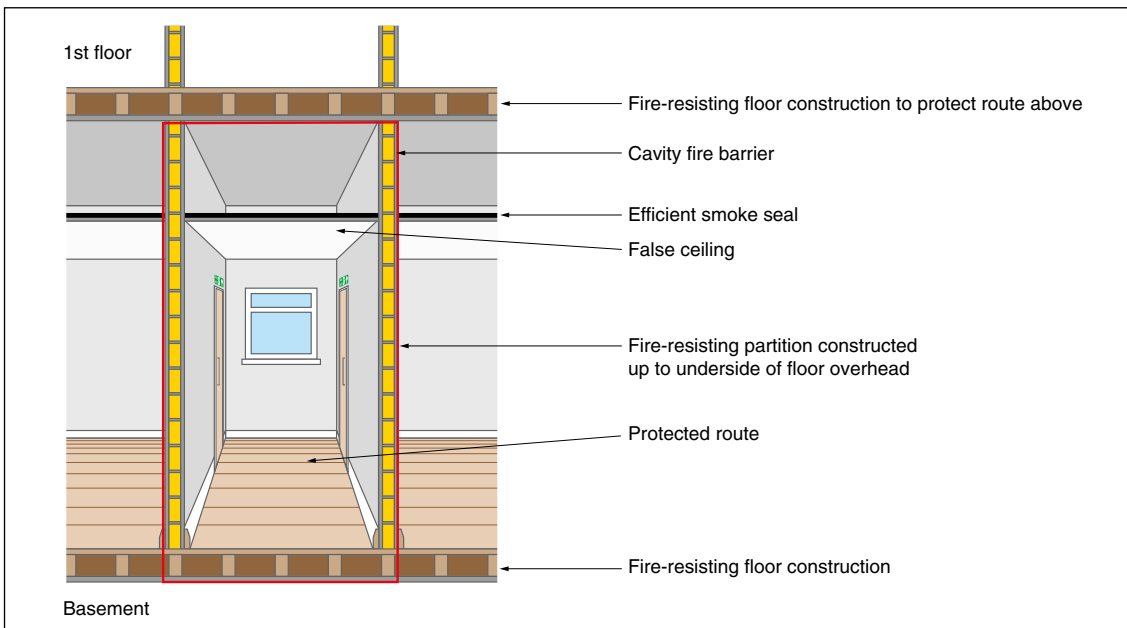 1st floor
Fire-resisting floor construction to protect route above
Cavity fire barrier
Efficient smoke seal
False ceiling
Fire-resisting partition constructed
up to underside of floor overhead
Protected route
Fire-resisting floor construction
Basement